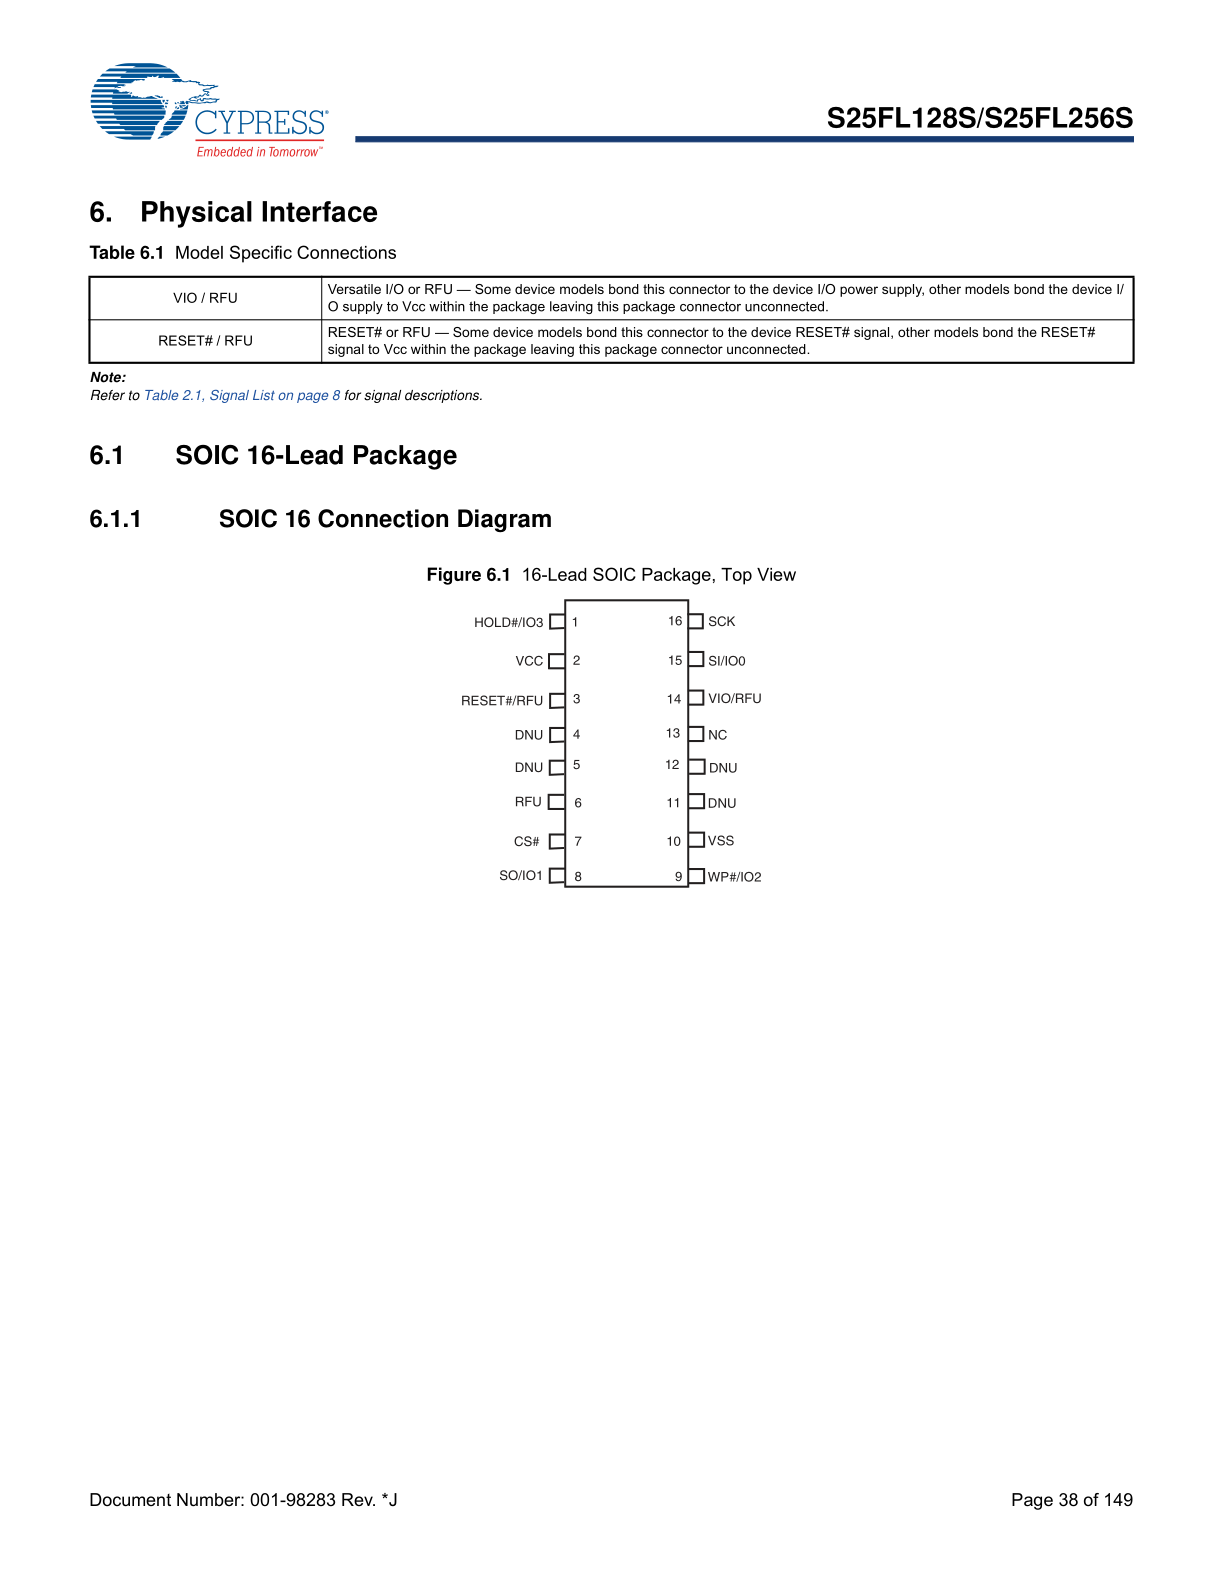 CYPRESS®
Embedded in Tomorrow™
S25FL128S/S25FL256S
6. Physical Interface
Table 6.1 Model Specific Connections
VIO / RFU
Versatile I/O or RFU — Some device models bond this connector to the device I/O power supply, other models bond the device I/
O supply to Vcc within the package leaving this package connector unconnected.
RESET# / RFU
RESET# or RFU — Some device models bond this connector to the device RESET# signal, other models bond the RESET#
signal to Vcc within the package leaving this package connector unconnected.
Note:
Refer to Table 2.1, Signal List on page 8 for signal descriptions.
6.1 SOIC 16-Lead Package
6.1.1 SOIC 16 Connection Diagram
Figure 6.1 16-Lead SOIC Package, Top View
HOLD#/IO3 1 16 SCK
VCC 2 15 SI/IO0
RESET#/RFU 3 14 VIO/RFU
DNU 4 13 NC
DNU 5 12 DNU
RFU 6 11 DNU
CS# 7 10 VSS
SO/IO1 8 9 WP#/IO2
Document Number: 001-98283 Rev. *J
Page 38 of 149